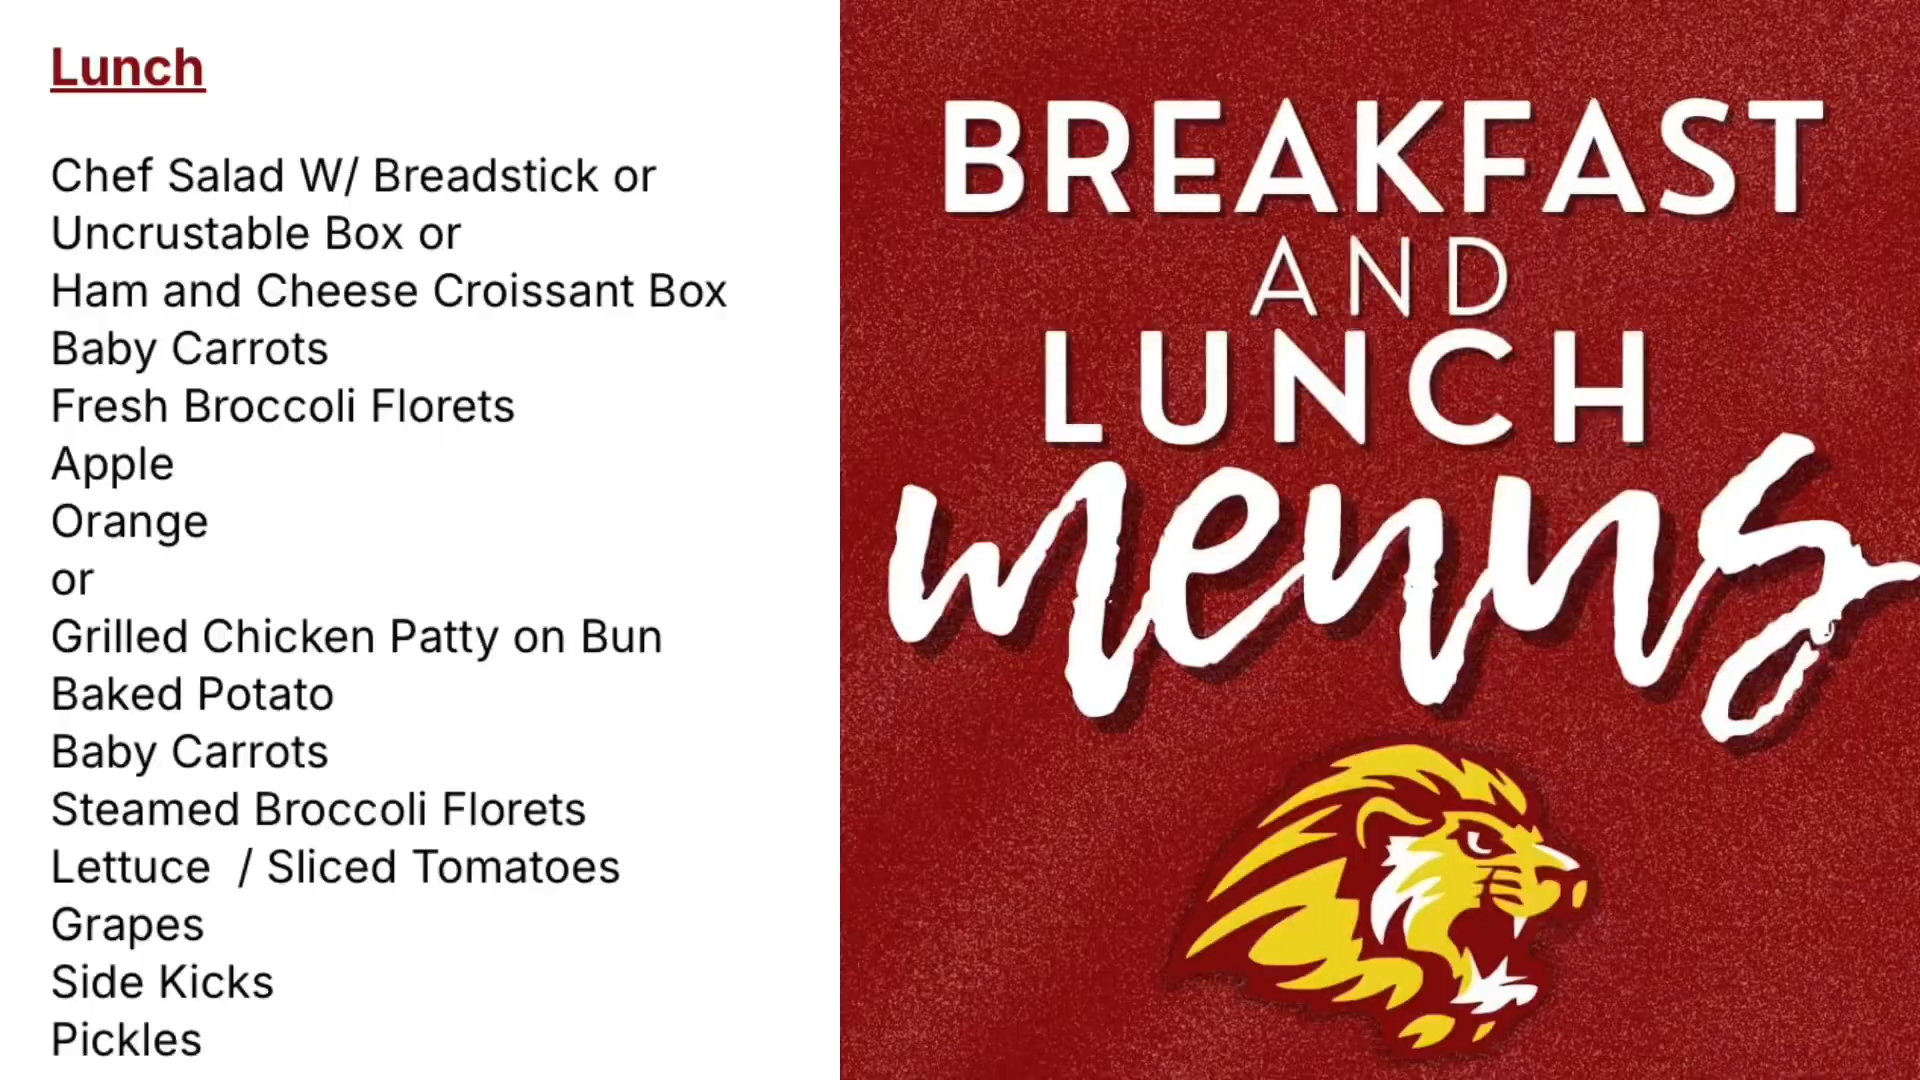 Lunch
Chef Salad W/ Breadstick or
Uncrustable Box or
Ham and Cheese Croissant Box
Baby Carrots
Fresh Broccoli Florets
Apple
Orange
or
Grilled Chicken Patty on Bun
Baked Potato
Baby Carrots
Steamed Broccoli Florets
Lettuce  / Sliced Tomatoes
Grapes
Side Kicks
Pickles
BREAKFAST
AND
LUNCH
menus